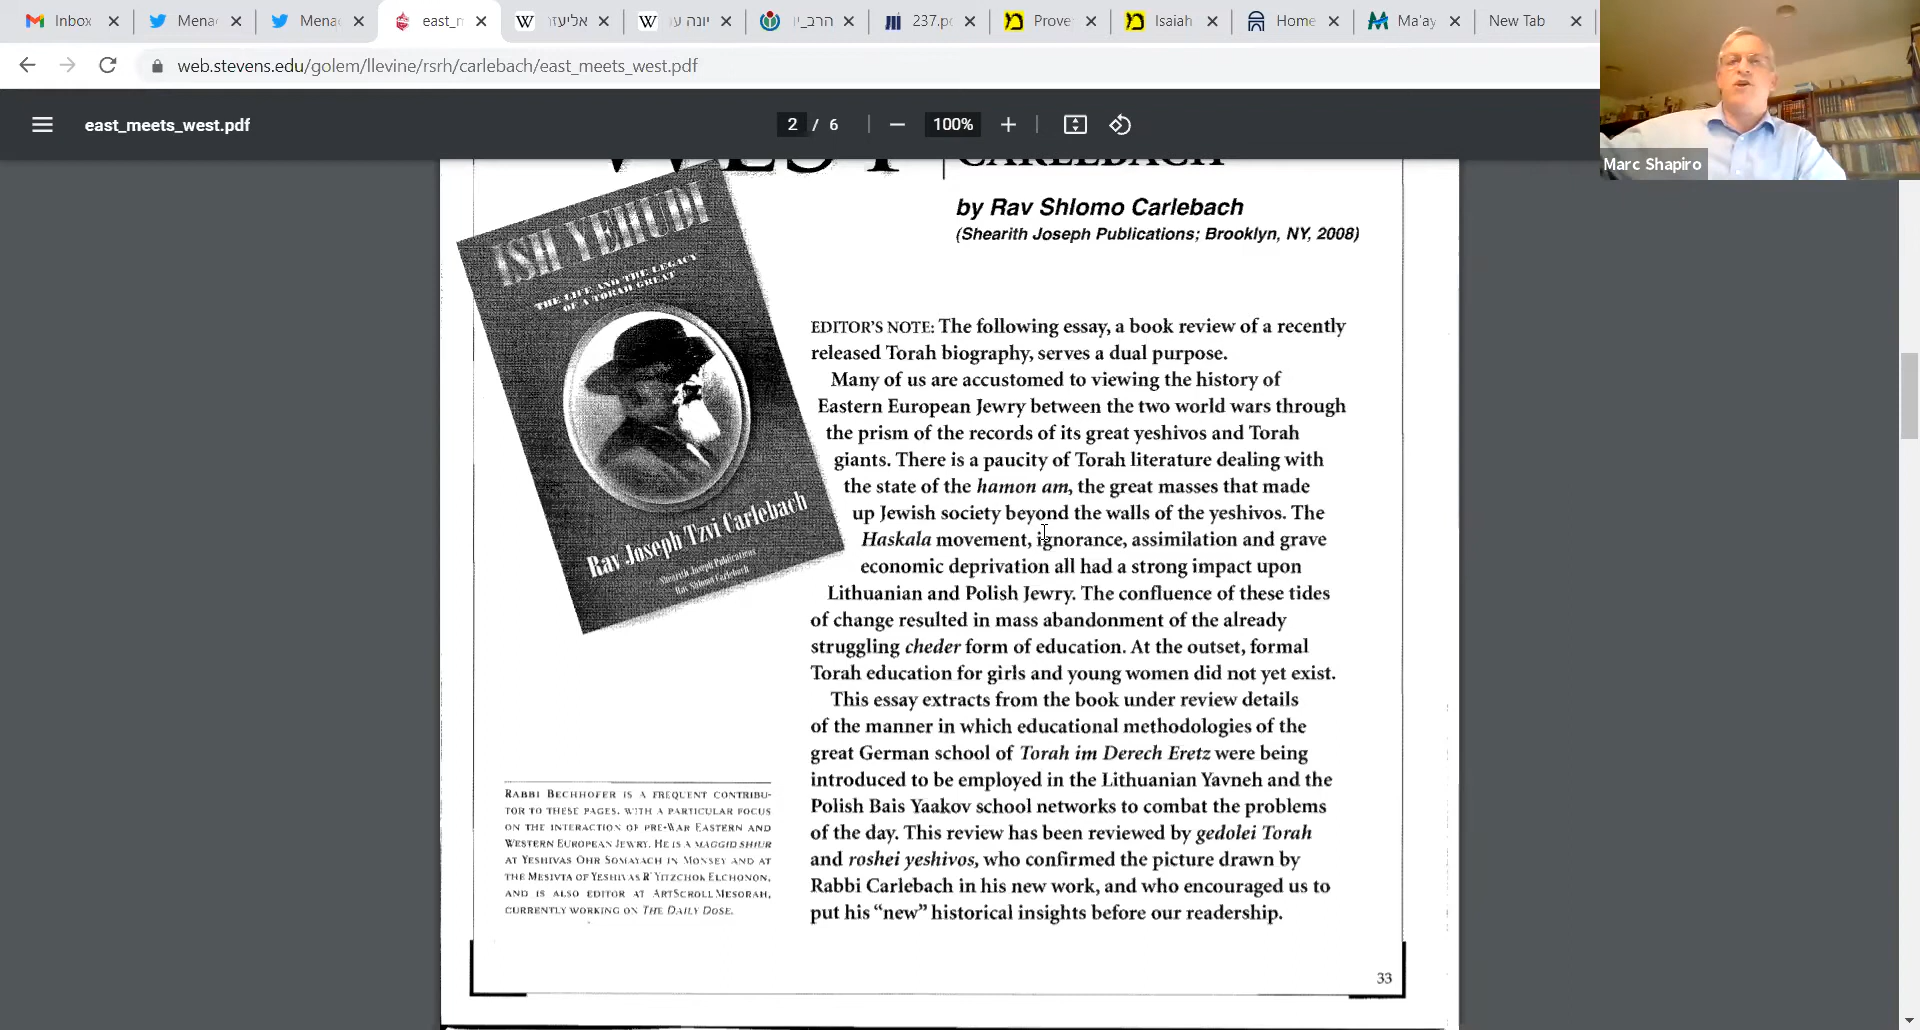 Inbox
Mena
Mena
east_m
אליעזו
יונה ע
הרב_י
237.p
Prove
Isaiah
Home
Ma'ay
New Tab
web.stevens.edu/golem/llevine/rsrh/carlebach/east_meets_west.pdf
east_meets_west.pdf
2 / 6
100%
Marc Shapiro
WEST
CARLEBACH
by Rav Shlomo Carlebach
(Shearith Joseph Publications; Brooklyn, NY, 2008)
ISH YEHUDI
THE LIFE AND THE LEGACY
OF A TORAH GREAT
Rav Joseph Tzvi Carlebach
Shearith Joseph Publications
Rav Shlomo Carlebach
EDITOR'S NOTE: The following essay, a book review of a recently
released Torah biography, serves a dual purpose.
Many of us are accustomed to viewing the history of
Eastern European Jewry between the two world wars through
the prism of the records of its great yeshivos and Torah
giants. There is a paucity of Torah literature dealing with
the state of the hamon am, the great masses that made
up Jewish society beyond the walls of the yeshivos. The
Haskala movement, ignorance, assimilation and grave
economic deprivation all had a strong impact upon
Lithuanian and Polish Jewry. The confluence of these tides
of change resulted in mass abandonment of the already
struggling cheder form of education. At the outset, formal
Torah education for girls and young women did not yet exist.
This essay extracts from the book under review details
of the manner in which educational methodologies of the
great German school of Torah im Derech Eretz were being
introduced to be employed in the Lithuanian Yavneh and the
Polish Bais Yaakov school networks to combat the problems
of the day. This review has been reviewed by gedolei Torah
and roshei yeshivos, who confirmed the picture drawn by
Rabbi Carlebach in his new work, and who encouraged us to
put his “new” historical insights before our readership.
RABBI BECHHOFER IS A FREQUENT CONTRIBU-
TOR TO THESE PAGES, WITH A PARTICULAR FOCUS
ON THE INTERACTION OF PRE-WAR EASTERN AND
WESTERN EUROPEAN JEWRY. HE IS A MAGGID SHIUR
AT YESHIVAS OHR SOMAYACH IN MONSEY AND AT
THE MESIVTA OF YESHIVAS R' YITZCHOK ELCHONON,
AND IS ALSO EDITOR AT ARTSCROLL/MESORAH,
CURRENTLY WORKING ON THE DAILY DOSE.
33